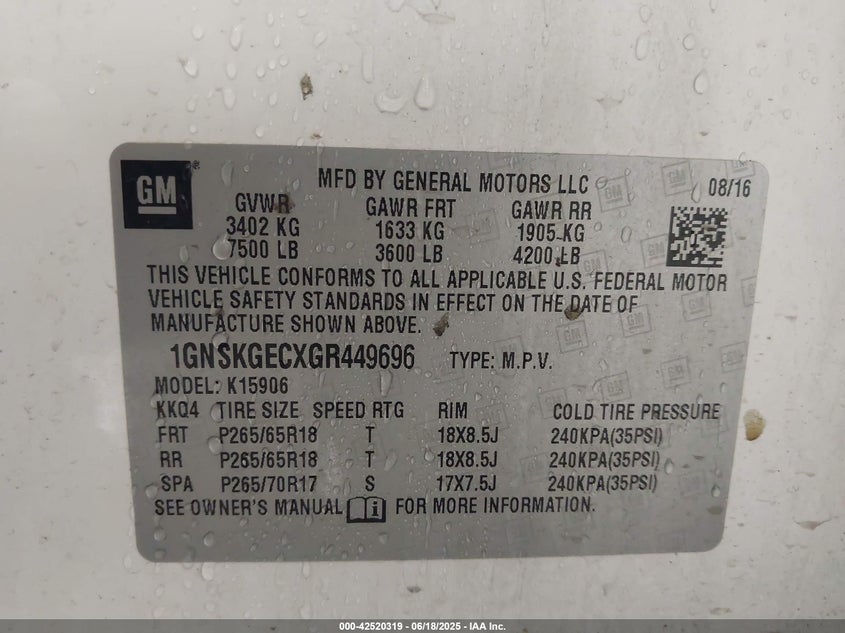 GM
MFD BY GENERAL MOTORS LLC
08/16
GVWR GAWR FRT GAWR RR
3402 KG 1633 KG 1905 KG
7500 LB 3600 LB 4200 LB
THIS VEHICLE CONFORMS TO ALL APPLICABLE U.S. FEDERAL MOTOR
VEHICLE SAFETY STANDARDS IN EFFECT ON THE DATE OF
MANUFACTURE SHOWN ABOVE.
1GNSKGECXGR449696 TYPE: M.P.V.
MODEL: K15906
KKQ4 TIRE SIZE SPEED RTG RIM COLD TIRE PRESSURE
FRT P265/65R18 T 18X8.5J 240KPA(35PSI)
RR P265/65R18 T 18X8.5J 240KPA(35PSI)
SPA P265/70R17 S 17X7.5J 240KPA(35PSI)
SEE OWNER'S MANUAL FOR MORE INFORMATION.
000-42520319 - 06/18/2025 - IAA Inc.